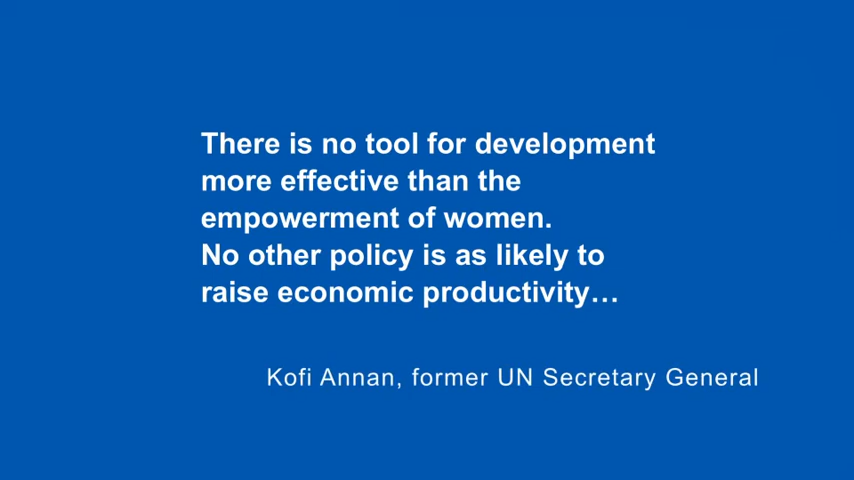 There is no tool for development
more effective than the
empowerment of women.
No other policy is as likely to
raise economic productivity…
Kofi Annan, former UN Secretary General